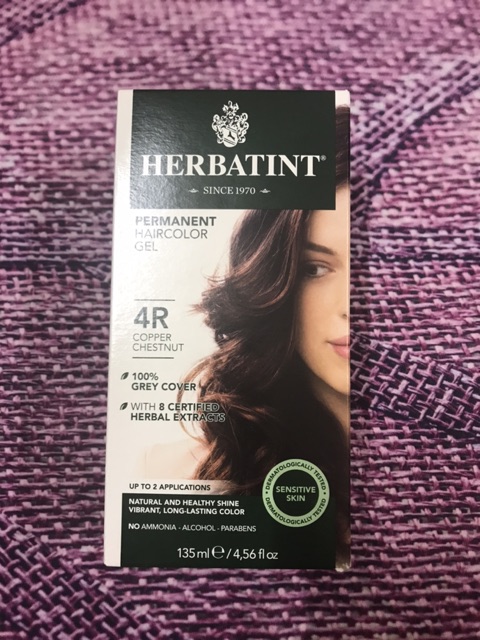 HERBATINT®
SINCE 1970
PERMANENT
HAIRCOLOR
GEL
4R
COPPER
CHESTNUT
100%
GREY COVER
WITH 8 CERTIFIED
HERBAL EXTRACTS
UP TO 2 APPLICATIONS
NATURAL AND HEALTHY SHINE
VIBRANT, LONG-LASTING COLOR
NO AMMONIA - ALCOHOL - PARABENS
• DERMATOLOGICALLY TESTED •
SENSITIVE
SKIN
DERMATOLOGICALLY TESTED
135 ml ℮ / 4,56 fl oz